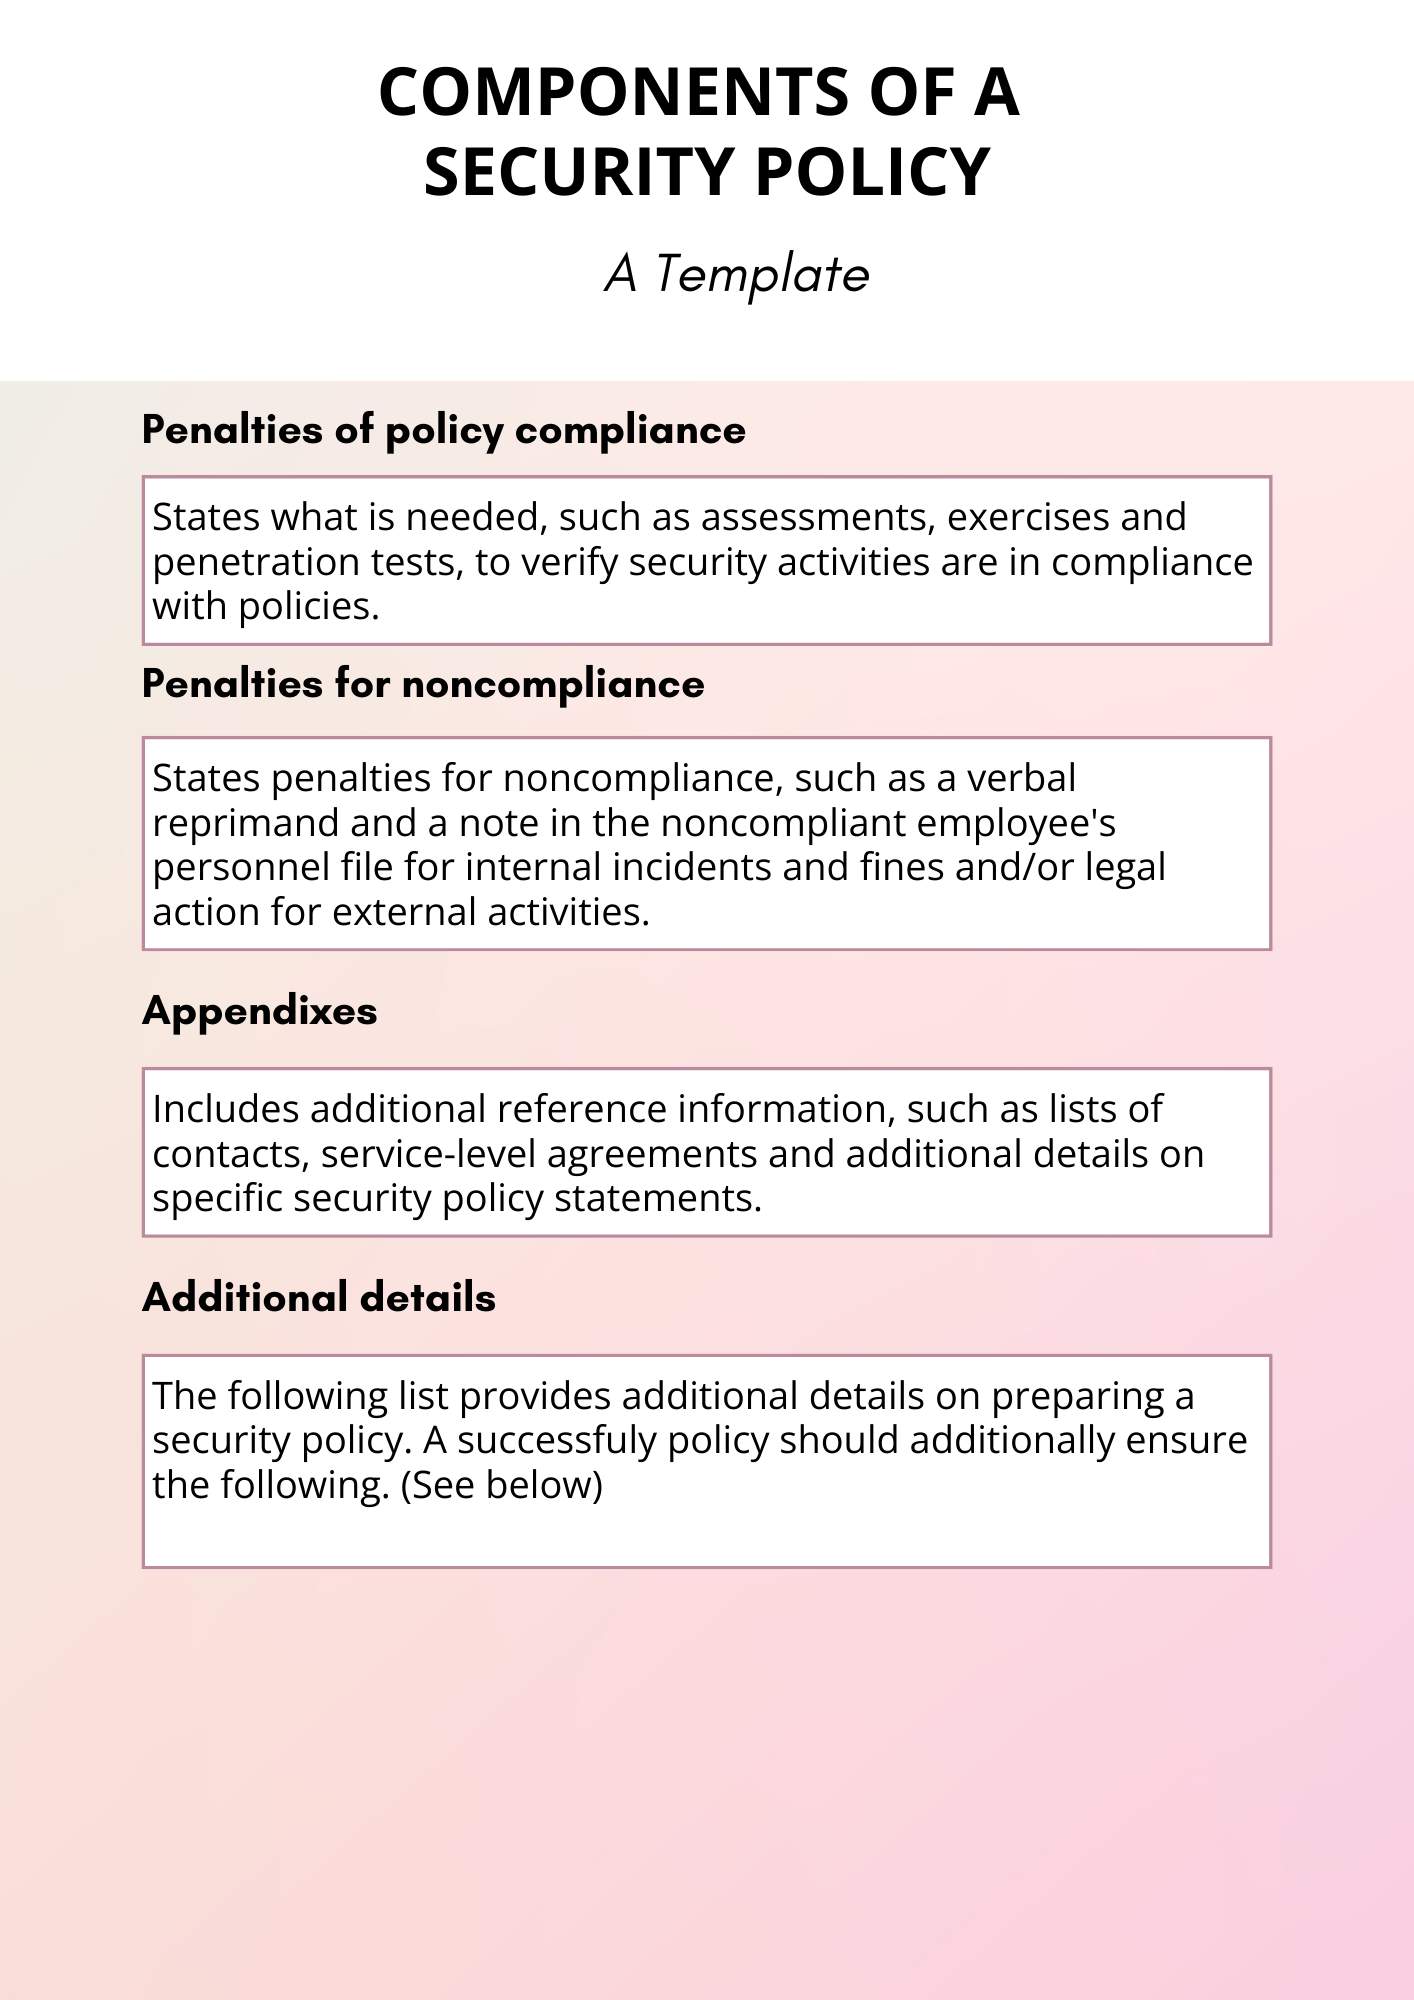 COMPONENTS OF A
SECURITY POLICY
A Template
Penalties of policy compliance
States what is needed, such as assessments, exercises and
penetration tests, to verify security activities are in compliance
with policies.
Penalties for noncompliance
States penalties for noncompliance, such as a verbal
reprimand and a note in the noncompliant employee's
personnel file for internal incidents and fines and/or legal
action for external activities.
Appendixes
Includes additional reference information, such as lists of
contacts, service-level agreements and additional details on
specific security policy statements.
Additional details
The following list provides additional details on preparing a
security policy. A successfuly policy should additionally ensure
the following. (See below)